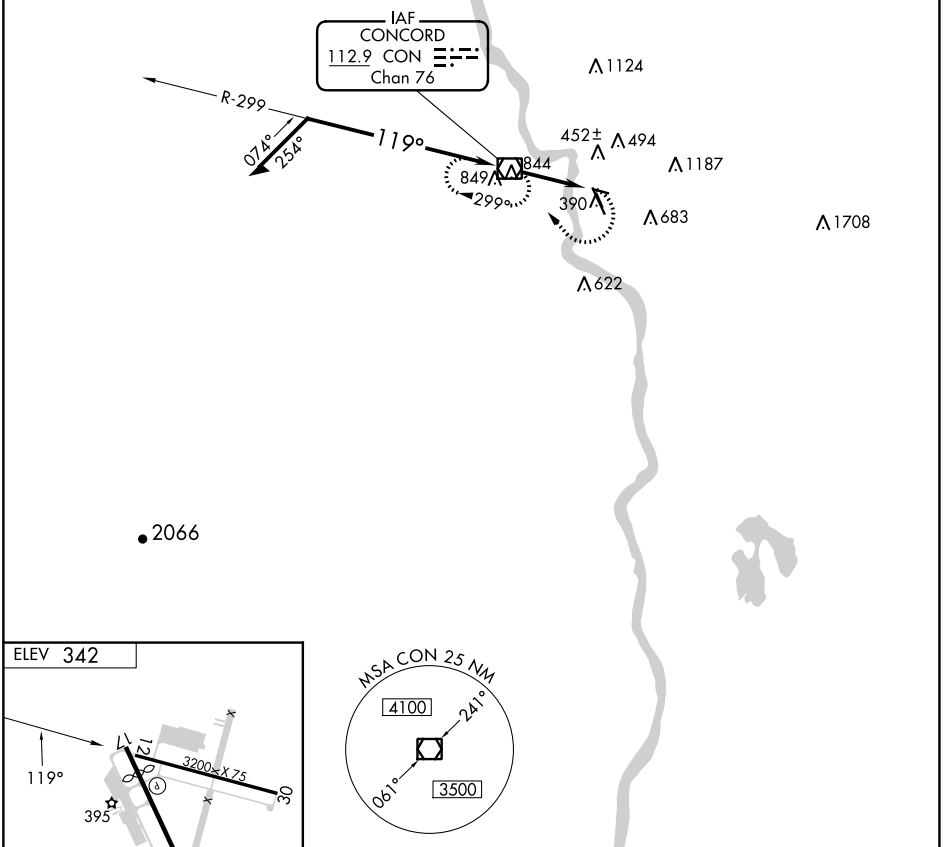 IAF
CONCORD
112.9 CON
Chan 76
1124
R-299
452±
494
074°
254°
119°
844
1187
849
299°
390
683
1708
622
2066
ELEV 342
MSA CON 25 NM
4100
241°
061°
3500
17
12
3200 X 75
30
119°
395
X
X
P